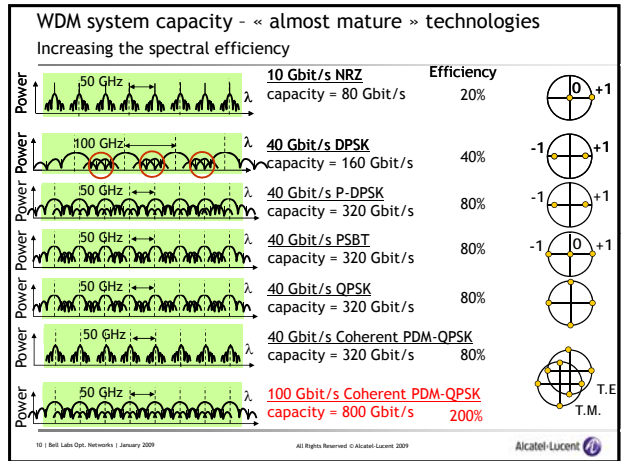 WDM system capacity – « almost mature » technologies
Increasing the spectral efficiency
Power 50 GHz λ 10 Gbit/s NRZ Efficiency
capacity = 80 Gbit/s 20% 0 +1
Power 100 GHz λ 40 Gbit/s DPSK
capacity = 160 Gbit/s 40% -1 +1
Power 50 GHz λ 40 Gbit/s P-DPSK
capacity = 320 Gbit/s 80% -1 +1
Power 50 GHz λ 40 Gbit/s PSBT
capacity = 320 Gbit/s 80% -1 0 +1
Power 50 GHz λ 40 Gbit/s QPSK
capacity = 320 Gbit/s 80%
Power 50 GHz λ 40 Gbit/s Coherent PDM-QPSK
capacity = 320 Gbit/s 80%
Power 50 GHz λ 100 Gbit/s Coherent PDM-QPSK
capacity = 800 Gbit/s 200%
T.E
T.M.
10 | Bell Labs Opt. Networks | January 2009 All Rights Reserved © Alcatel-Lucent 2009 Alcatel·Lucent